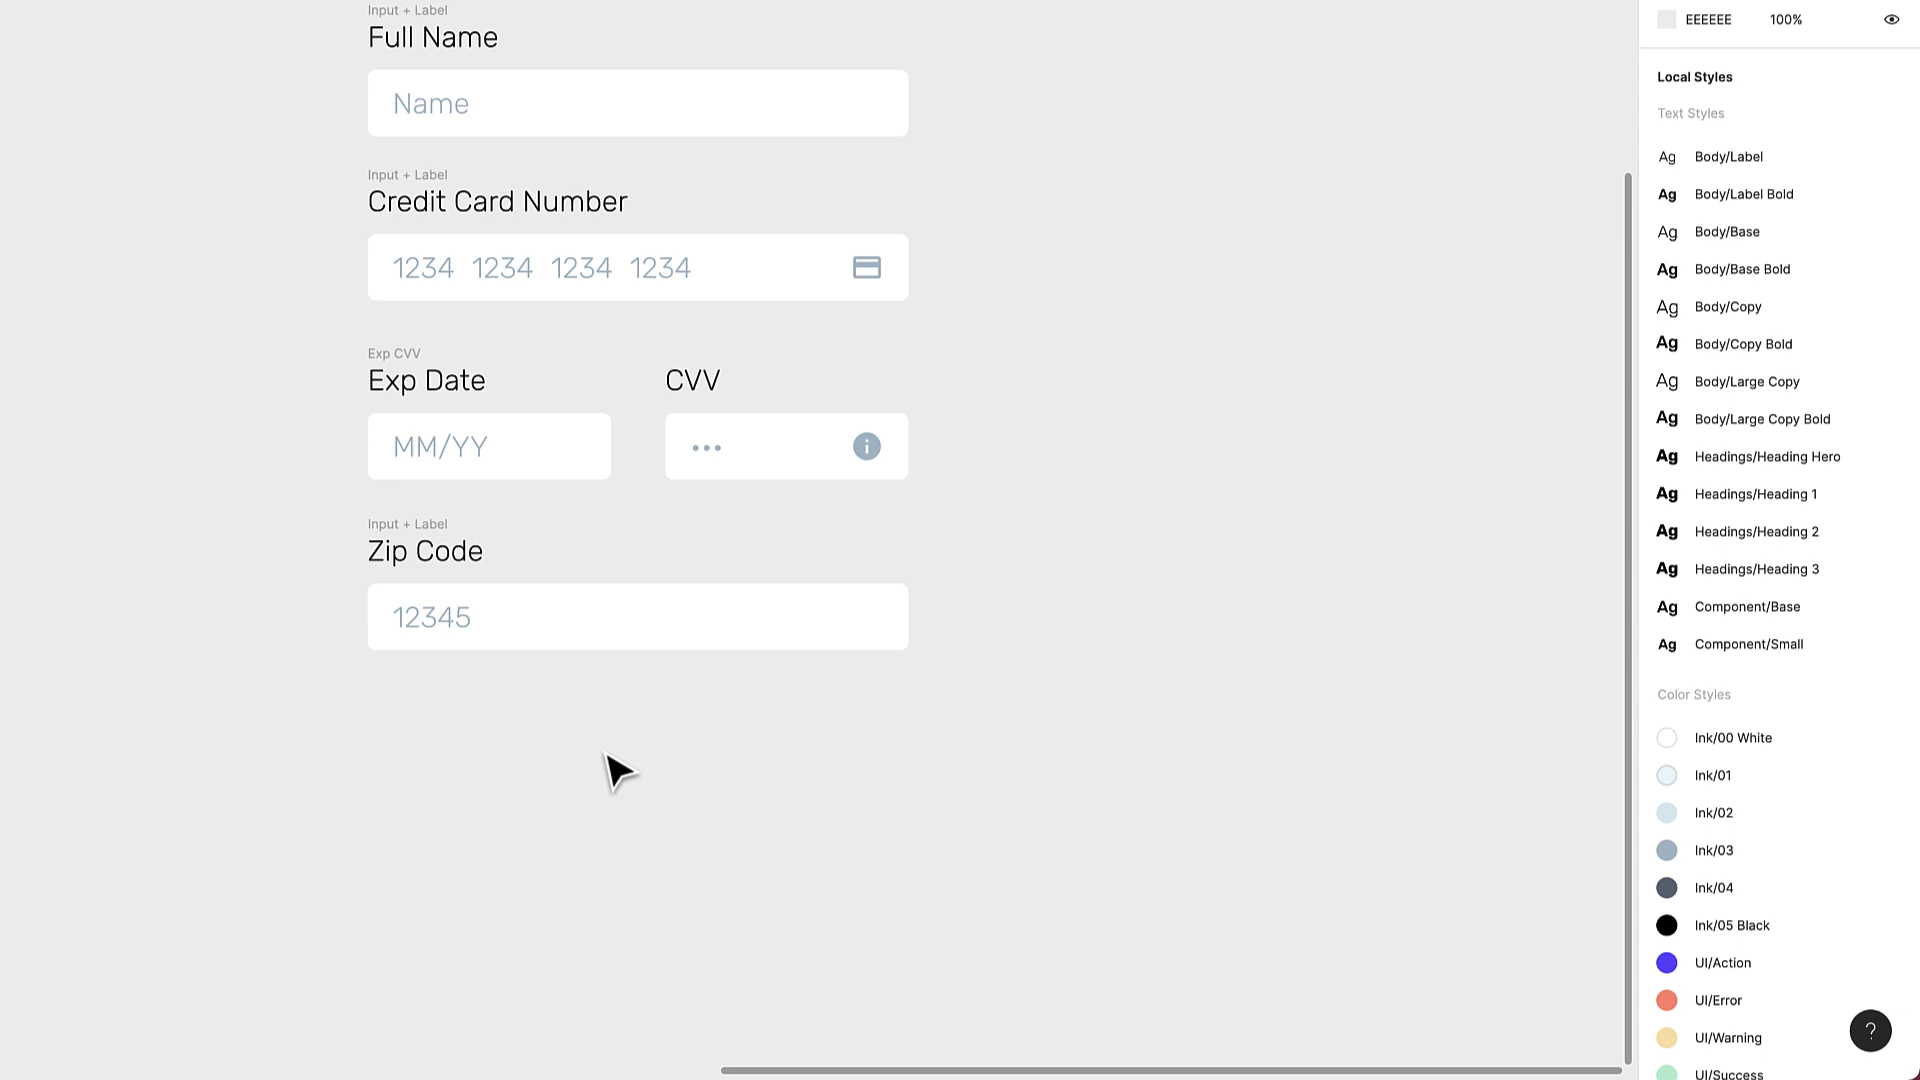 Input + Label
Full Name
Name
Input + Label
Credit Card Number
1234 1234 1234 1234
Exp CVV
Exp Date
CVV
MM/YY
•••
i
Input + Label
Zip Code
12345
EEEEEE 100%
Local Styles
Text Styles
Ag Body/Label
Ag Body/Label Bold
Ag Body/Base
Ag Body/Base Bold
Ag Body/Copy
Ag Body/Copy Bold
Ag Body/Large Copy
Ag Body/Large Copy Bold
Ag Headings/Heading Hero
Ag Headings/Heading 1
Ag Headings/Heading 2
Ag Headings/Heading 3
Ag Component/Base
Ag Component/Small
Color Styles
Ink/00 White
Ink/01
Ink/02
Ink/03
Ink/04
Ink/05 Black
UI/Action
UI/Error
UI/Warning
UI/Success
?